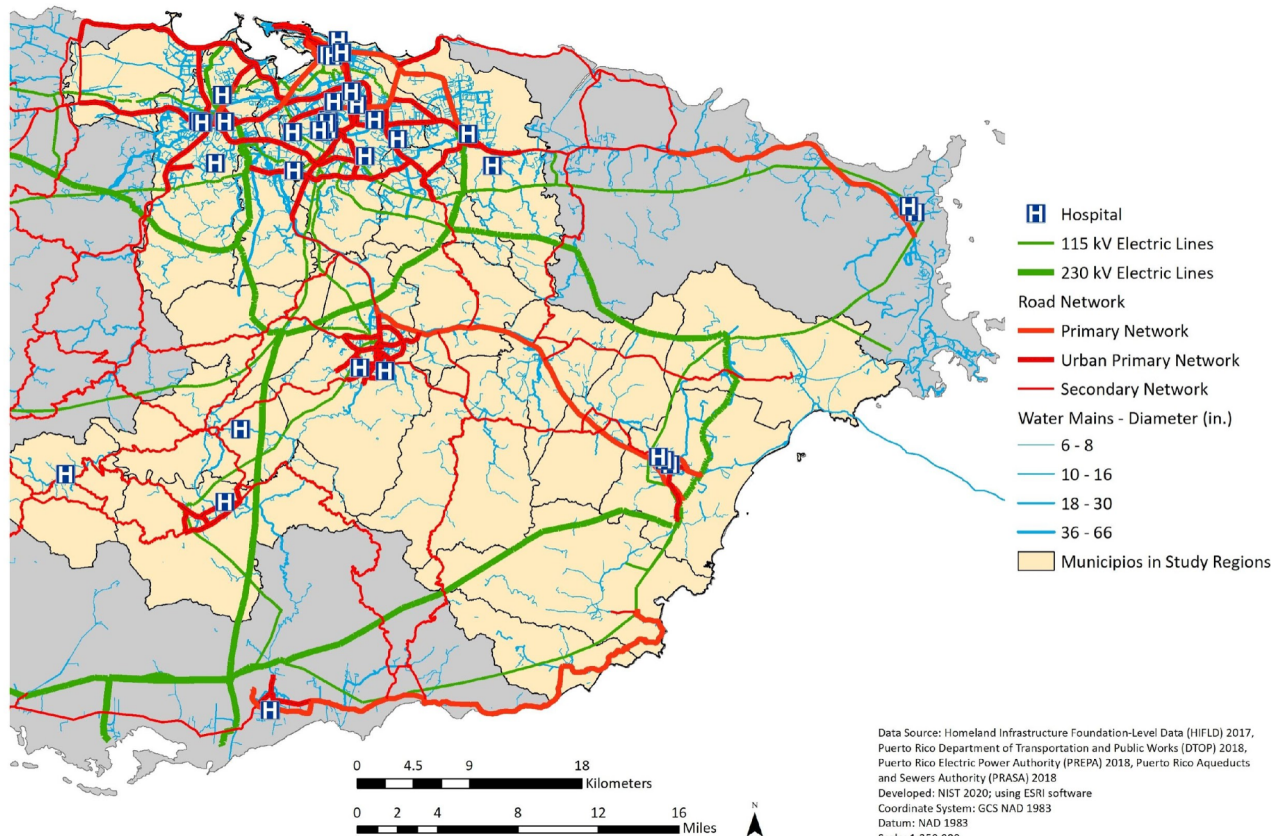 H Hospital
115 kV Electric Lines
230 kV Electric Lines
Road Network
Primary Network
Urban Primary Network
Secondary Network
Water Mains - Diameter (in.)
6 - 8
10 - 16
18 - 30
36 - 66
Municipios in Study Regions
0 4.5 9 18
Kilometers
0 2 4 8 12 16
Miles
N
Data Source: Homeland Infrastructure Foundation-Level Data (HIFLD) 2017,
Puerto Rico Department of Transportation and Public Works (DTOP) 2018,
Puerto Rico Electric Power Authority (PREPA) 2018, Puerto Rico Aqueducts
and Sewers Authority (PRASA) 2018
Developed: NIST 2020; using ESRI software
Coordinate System: GCS NAD 1983
Datum: NAD 1983